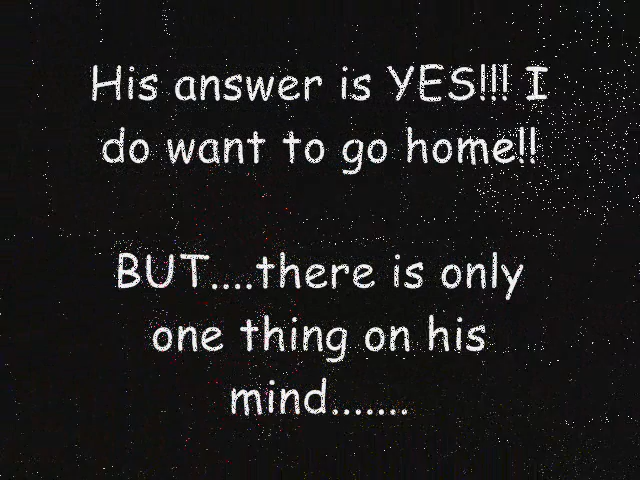 His answer is YES!!! I
do want to go home!!
BUT....there is only
one thing on his
mind.......